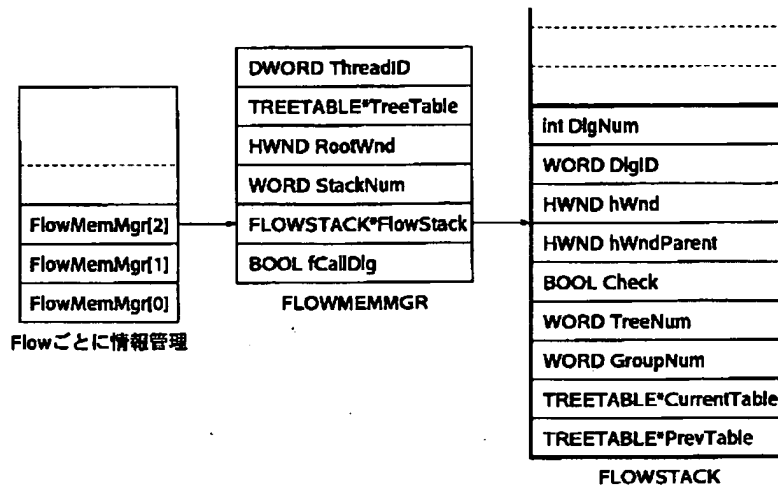 FlowMemMgr[2]
FlowMemMgr[1]
FlowMemMgr[0]
Flowごとに情報管理
DWORD ThreadID
TREETABLE*TreeTable
HWND RootWnd
WORD StackNum
FLOWSTACK*FlowStack
BOOL fCallDlg
FLOWMEMMGR
int DlgNum
WORD DlgID
HWND hWnd
HWND hWndParent
BOOL Check
WORD TreeNum
WORD GroupNum
TREETABLE*CurrentTable
TREETABLE*PrevTable
FLOWSTACK